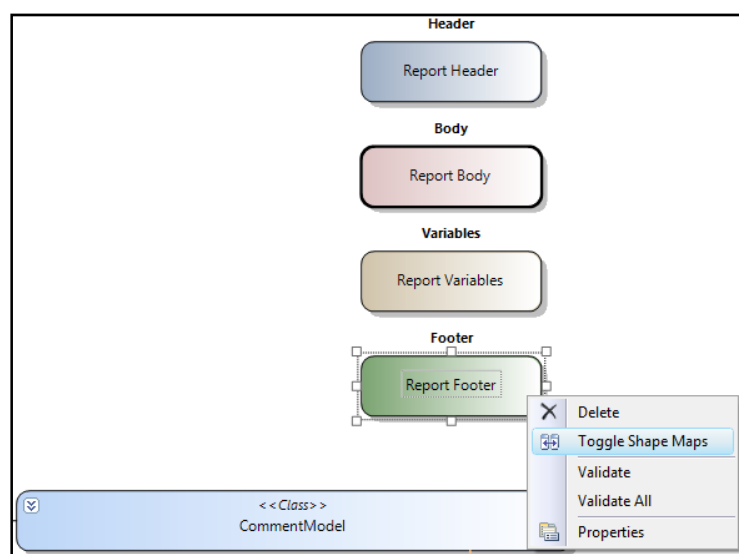 Header
Report Header
Body
Report Body
Variables
Report Variables
Footer
Report Footer
Delete
Toggle Shape Maps
Validate
Validate All
Properties
<<Class>>
CommentModel